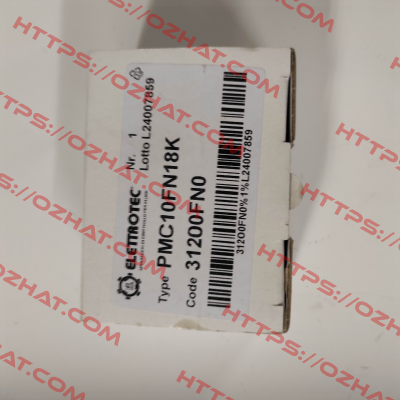 ELETTROTEC
Nr. 1
Lotto L24007859
Type PMC10FN18K
Code 31200FN0
31200FN0%1%L24007859
HTTPS://OZHAT.COM